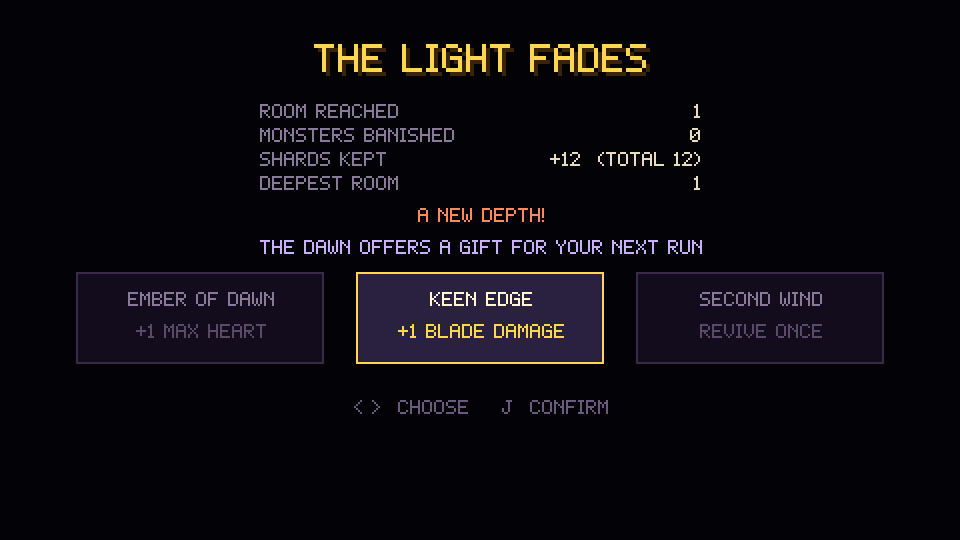 THE LIGHT FADES
ROOM REACHED 1
MONSTERS BANISHED 0
SHARDS KEPT +12 (TOTAL 12)
DEEPEST ROOM 1
A NEW DEPTH!
THE DAWN OFFERS A GIFT FOR YOUR NEXT RUN
EMBER OF DAWN
+1 MAX HEART
KEEN EDGE
+1 BLADE DAMAGE
SECOND WIND
REVIVE ONCE
< > CHOOSE J CONFIRM